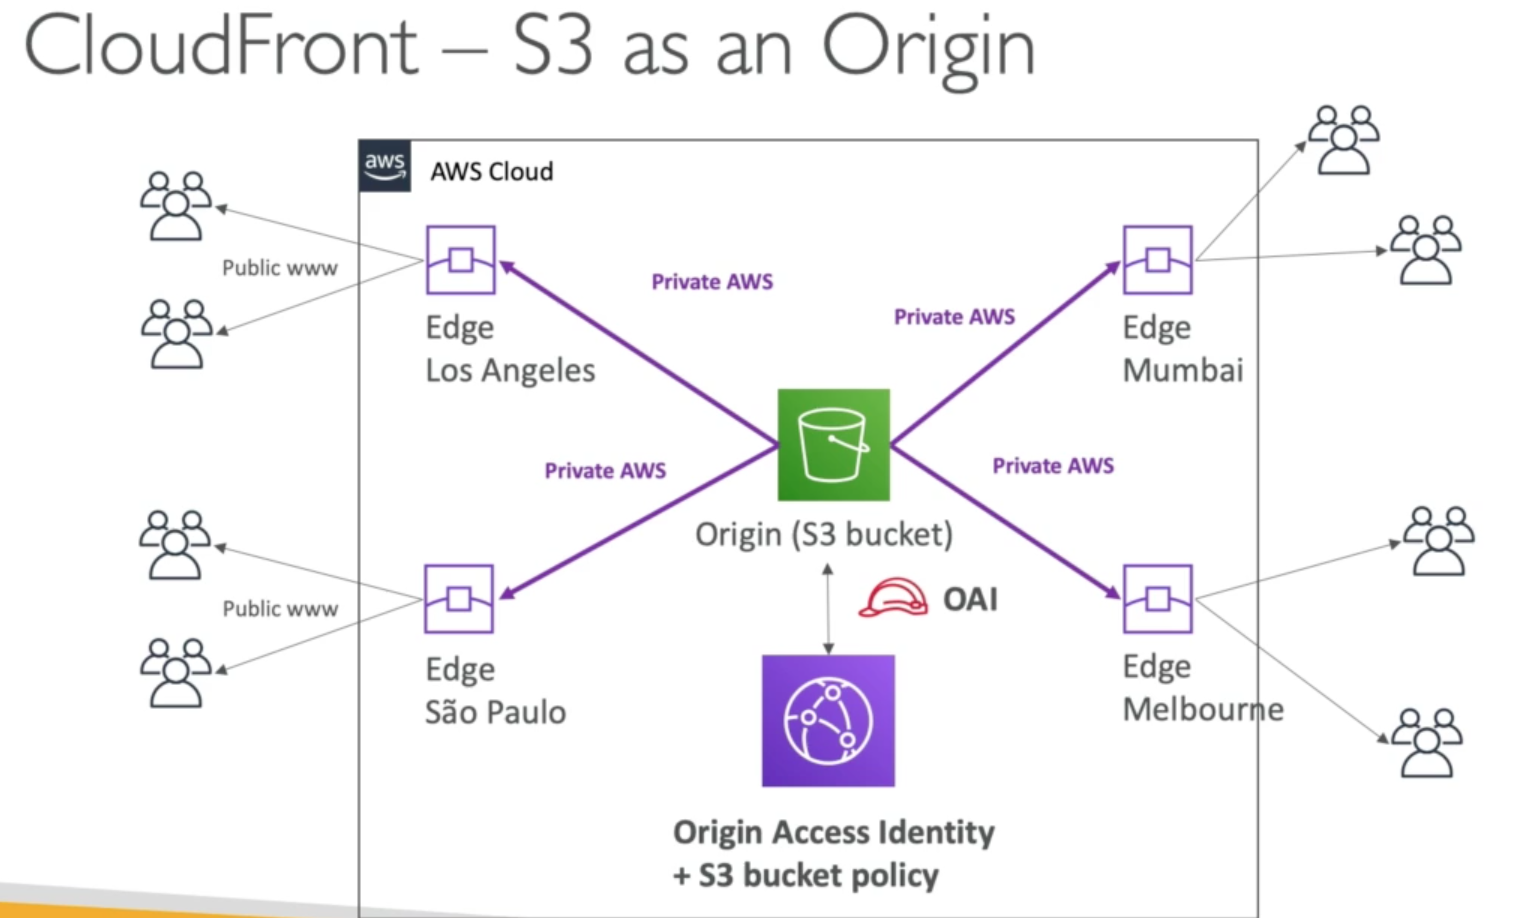 CloudFront – S3 as an Origin
aws
AWS Cloud
Public www
Private AWS
Private AWS
Edge
Los Angeles
Edge
Mumbai
Private AWS
Private AWS
Origin (S3 bucket)
OAI
Public www
Edge
São Paulo
Edge
Melbourne
Origin Access Identity
+ S3 bucket policy